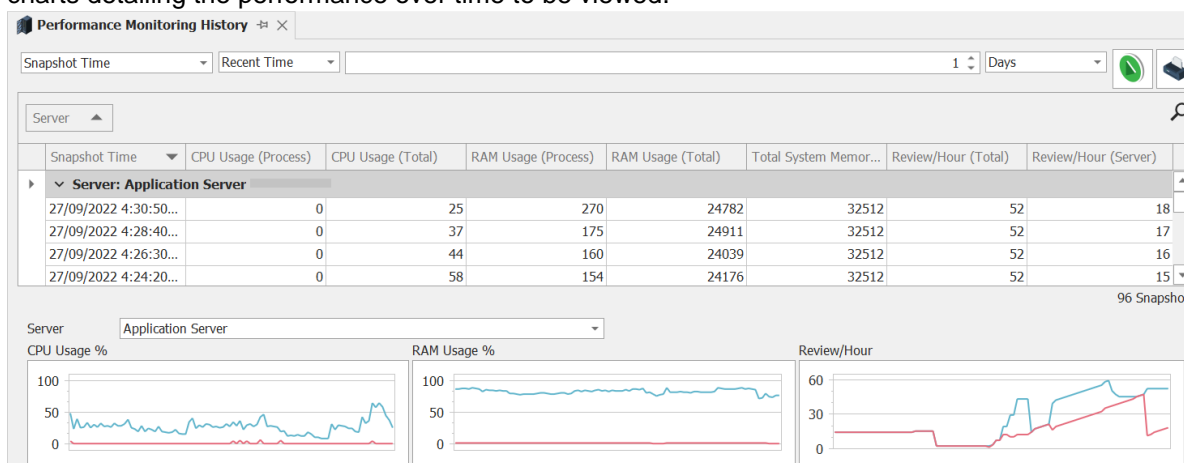 charts detailing the performance over time to be viewed.
Performance Monitoring History
Snapshot Time Recent Time 1 Days
Server
Snapshot Time CPU Usage (Process) CPU Usage (Total) RAM Usage (Process) RAM Usage (Total) Total System Memor... Review/Hour (Total) Review/Hour (Server)
Server: Application Server
27/09/2022 4:30:50... 0 25 270 24782 32512 52 18
27/09/2022 4:28:40... 0 37 175 24911 32512 52 17
27/09/2022 4:26:30... 0 44 160 24039 32512 52 16
27/09/2022 4:24:20... 0 58 154 24176 32512 52 15
96 Snapsho
Server Application Server
CPU Usage % RAM Usage % Review/Hour
100 100 60
50 50 30
0 0 0